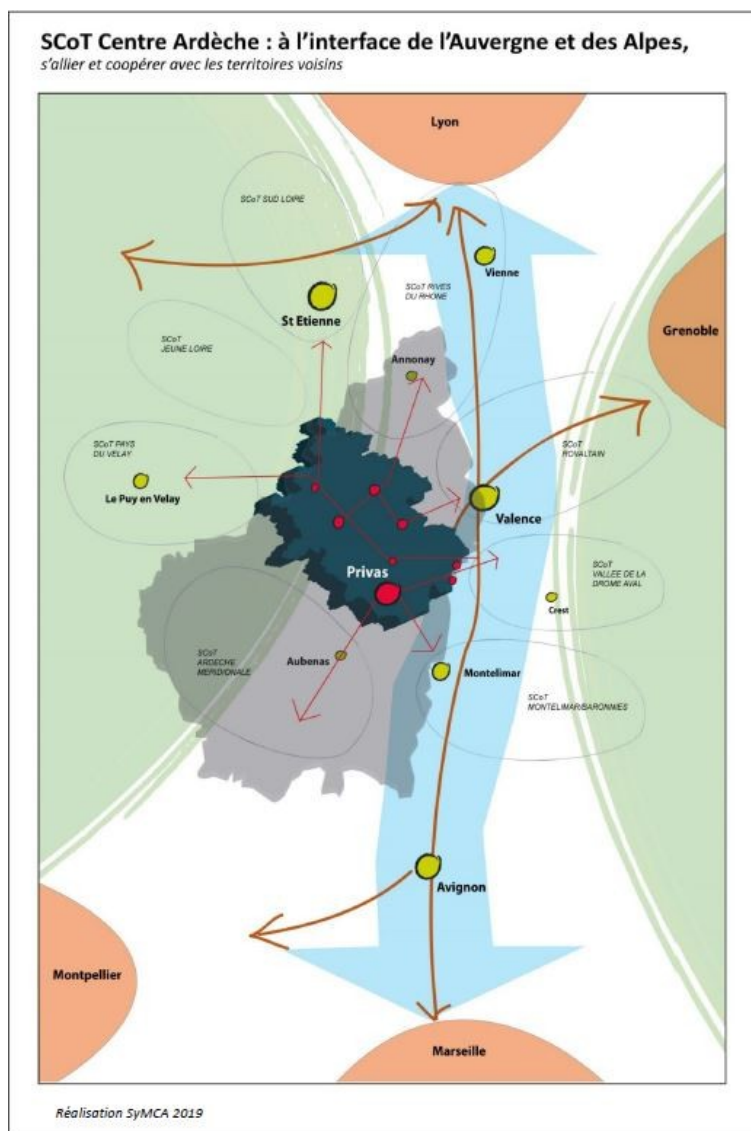 SCoT Centre Ardèche : à l'interface de l'Auvergne et des Alpes,
s'allier et coopérer avec les territoires voisins
Lyon
SCoT SUD LOIRE
Vienne
SCoT RIVES
DU RHONE
St Etienne
Grenoble
SCoT
JEUNE LOIRE
Annonay
SCoT PAYS
DU VELAY
SCoT
ROVALTAIN
Le Puy en Velay
Valence
Privas
SCoT
VALLEE DE LA
DROME AVAL
Crest
SCoT
ARDECHE
MERIDIONALE
Aubenas
Montelimar
SCoT
MONTELIMAR/BARONNIES
Avignon
Montpellier
Marseille
Réalisation SyMCA 2019